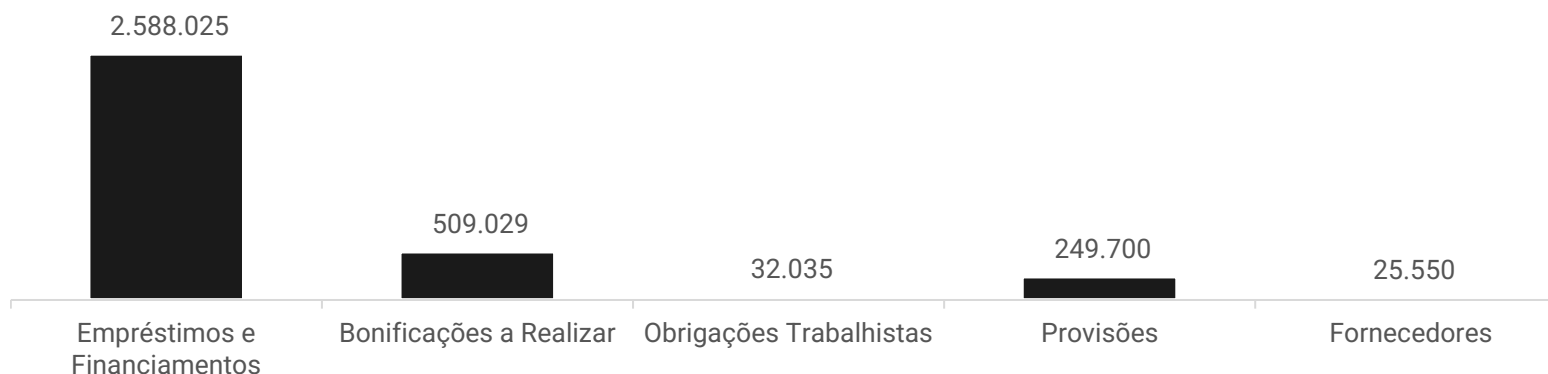 2.588.025
509.029
32.035
249.700
25.550
Empréstimos e
Financiamentos
Bonificações a Realizar
Obrigações Trabalhistas
Provisões
Fornecedores